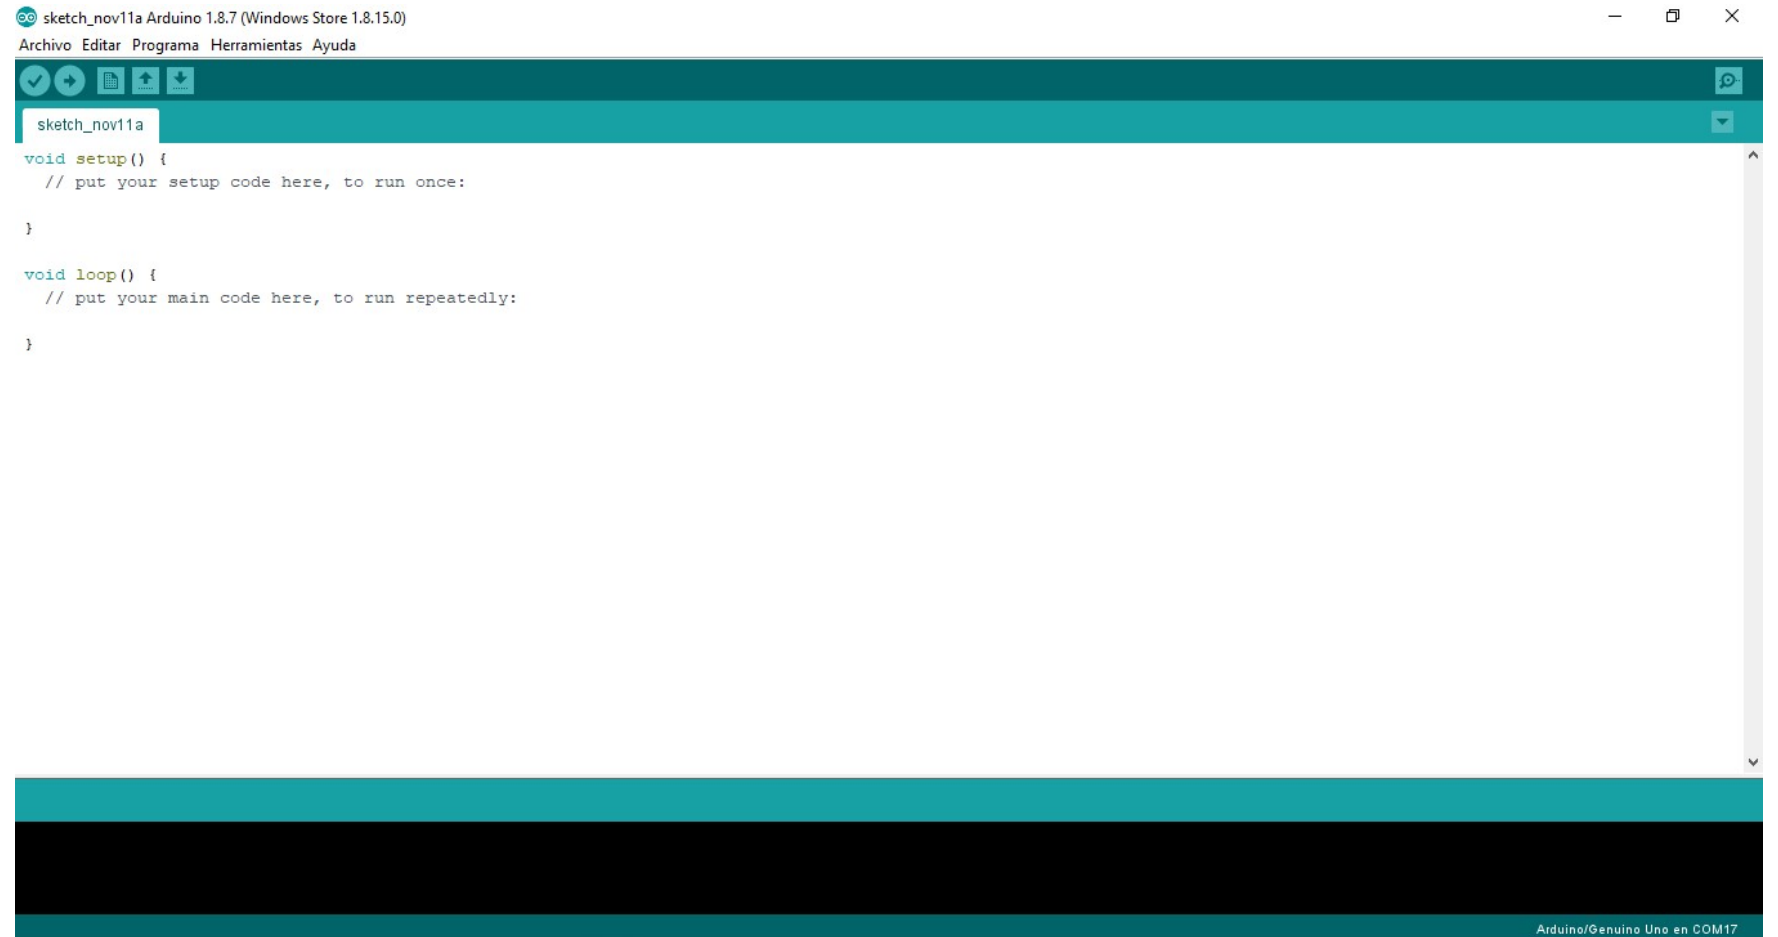 sketch_nov11a Arduino 1.8.7 (Windows Store 1.8.15.0)
Archivo Editar Programa Herramientas Ayuda
sketch_nov11a
void setup() {
  // put your setup code here, to run once:
}
void loop() {
  // put your main code here, to run repeatedly:
}
Arduino/Genuino Uno en COM17